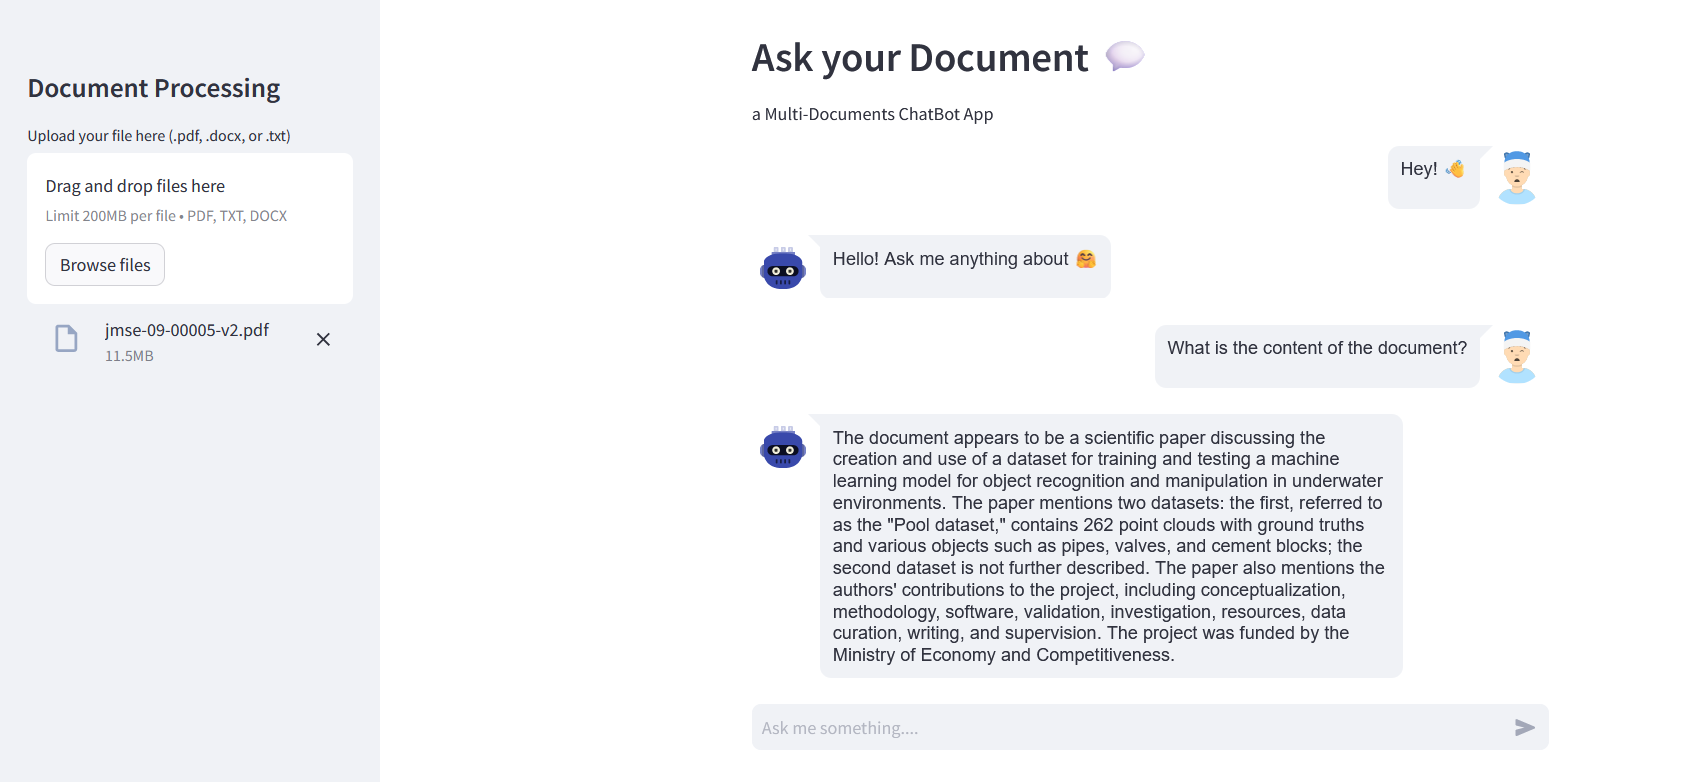 Document Processing
Upload your file here (.pdf, .docx, or .txt)
Drag and drop files here
Limit 200MB per file • PDF, TXT, DOCX
Browse files
jmse-09-00005-v2.pdf
11.5MB
Ask your Document
a Multi-Documents ChatBot App
Hey! 👋
Hello! Ask me anything about 🤗
What is the content of the document?
The document appears to be a scientific paper discussing the
creation and use of a dataset for training and testing a machine
learning model for object recognition and manipulation in underwater
environments. The paper mentions two datasets: the first, referred to
as the "Pool dataset," contains 262 point clouds with ground truths
and various objects such as pipes, valves, and cement blocks; the
second dataset is not further described. The paper also mentions the
authors' contributions to the project, including conceptualization,
methodology, software, validation, investigation, resources, data
curation, writing, and supervision. The project was funded by the
Ministry of Economy and Competitiveness.
Ask me something....